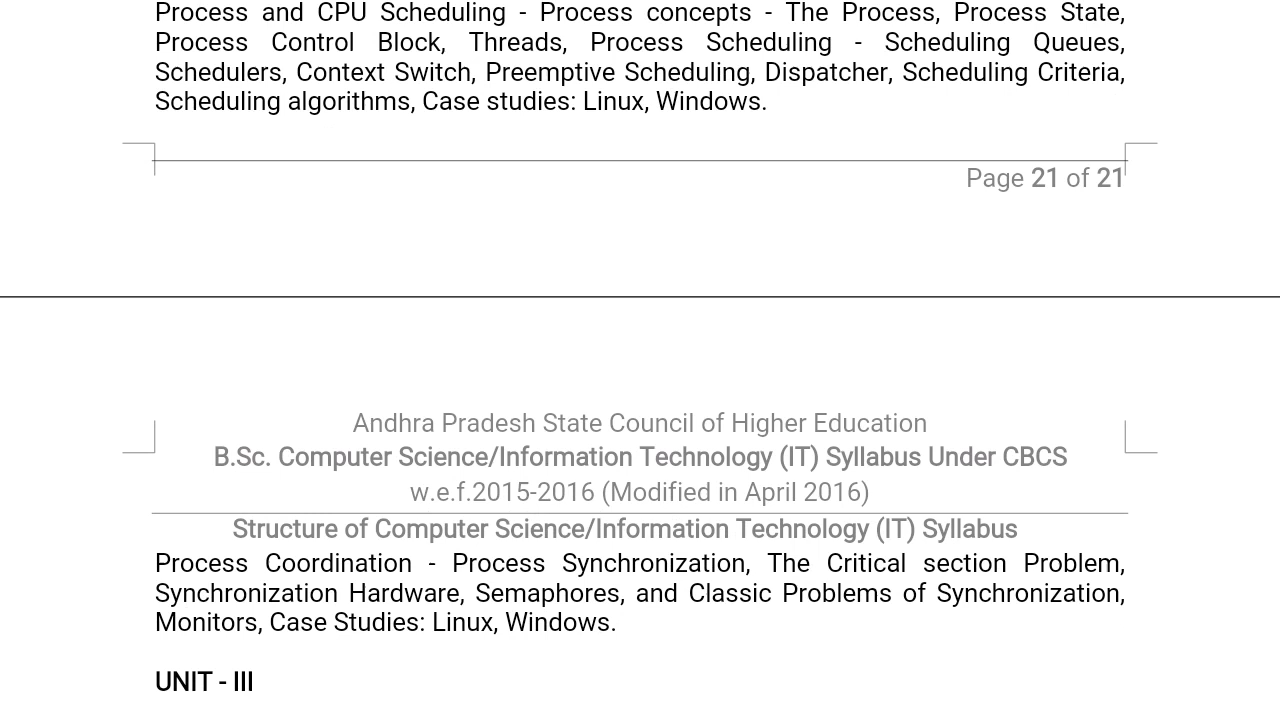 Process and CPU Scheduling - Process concepts - The Process, Process State,
Process Control Block, Threads, Process Scheduling - Scheduling Queues,
Schedulers, Context Switch, Preemptive Scheduling, Dispatcher, Scheduling Criteria,
Scheduling algorithms, Case studies: Linux, Windows.
Page 21 of 21
Andhra Pradesh State Council of Higher Education
B.Sc. Computer Science/Information Technology (IT) Syllabus Under CBCS
w.e.f.2015-2016 (Modified in April 2016)
Structure of Computer Science/Information Technology (IT) Syllabus
Process Coordination - Process Synchronization, The Critical section Problem,
Synchronization Hardware, Semaphores, and Classic Problems of Synchronization,
Monitors, Case Studies: Linux, Windows.
UNIT - III